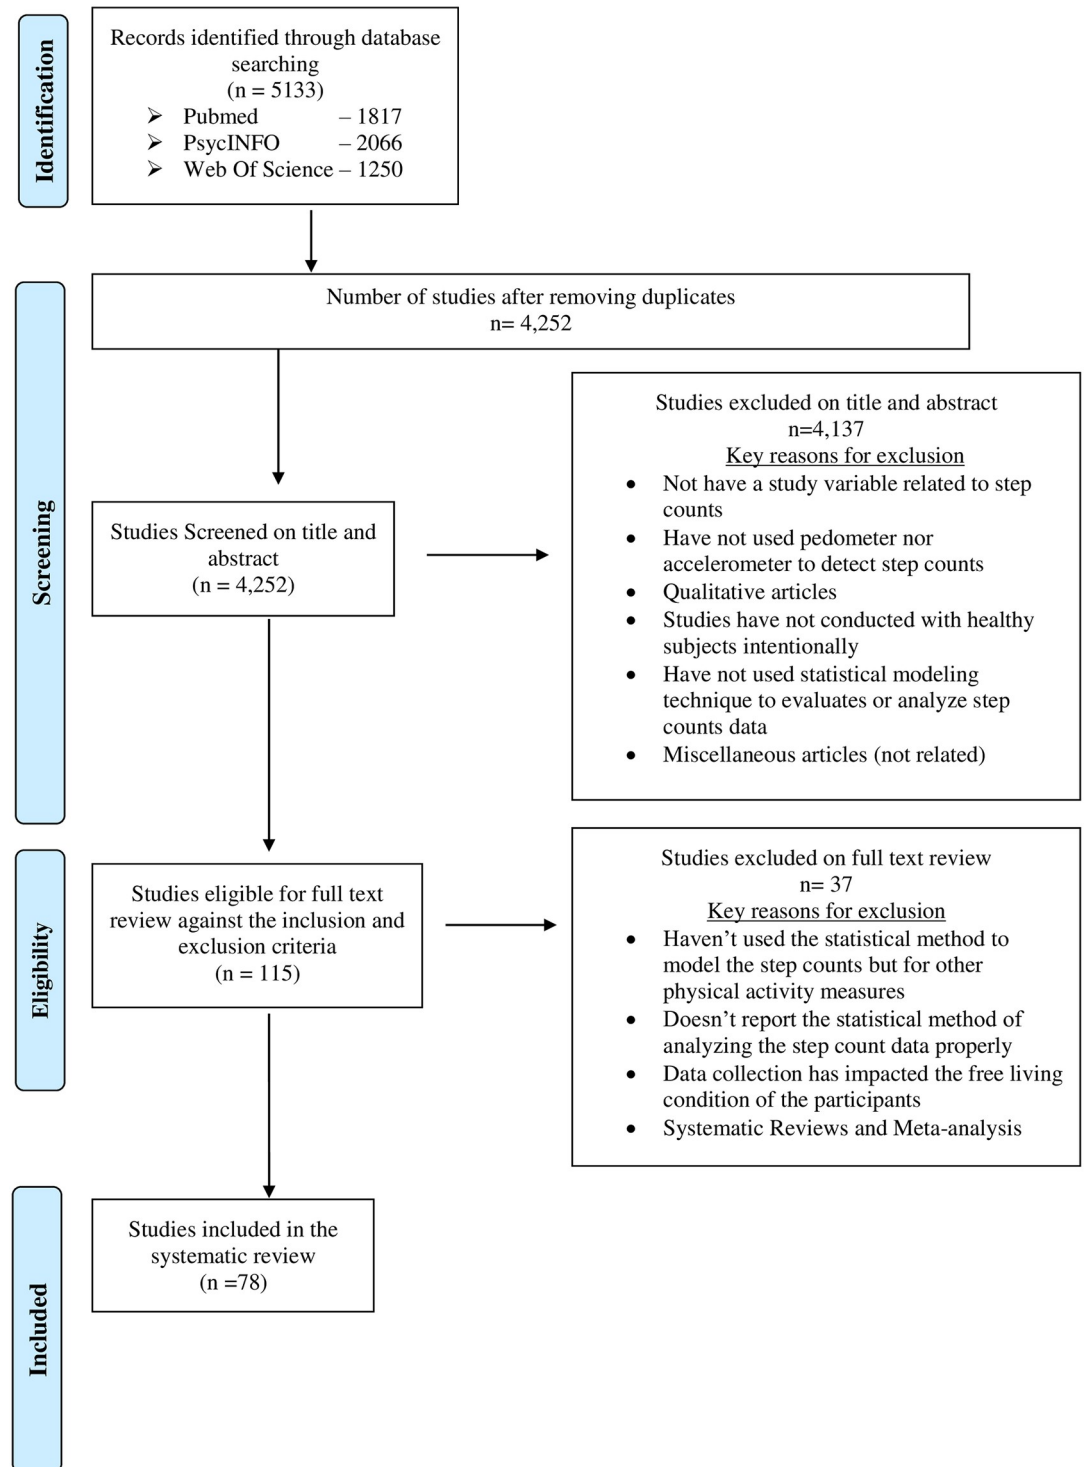 Identification
Records identified through database
searching
(n = 5133)
➢ Pubmed – 1817
➢ PsycINFO – 2066
➢ Web Of Science – 1250
Screening
Number of studies after removing duplicates
n= 4,252
Studies Screened on title and
abstract
(n = 4,252)
Studies excluded on title and abstract
n=4,137
Key reasons for exclusion
• Not have a study variable related to step
counts
• Have not used pedometer nor
accelerometer to detect step counts
• Qualitative articles
• Studies have not conducted with healthy
subjects intentionally
• Have not used statistical modeling
technique to evaluates or analyze step
counts data
• Miscellaneous articles (not related)
Eligibility
Studies eligible for full text
review against the inclusion and
exclusion criteria
(n = 115)
Studies excluded on full text review
n= 37
Key reasons for exclusion
• Haven’t used the statistical method to
model the step counts but for other
physical activity measures
• Doesn’t report the statistical method of
analyzing the step count data properly
• Data collection has impacted the free living
condition of the participants
• Systematic Reviews and Meta-analysis
Included
Studies included in the
systematic review
(n =78)